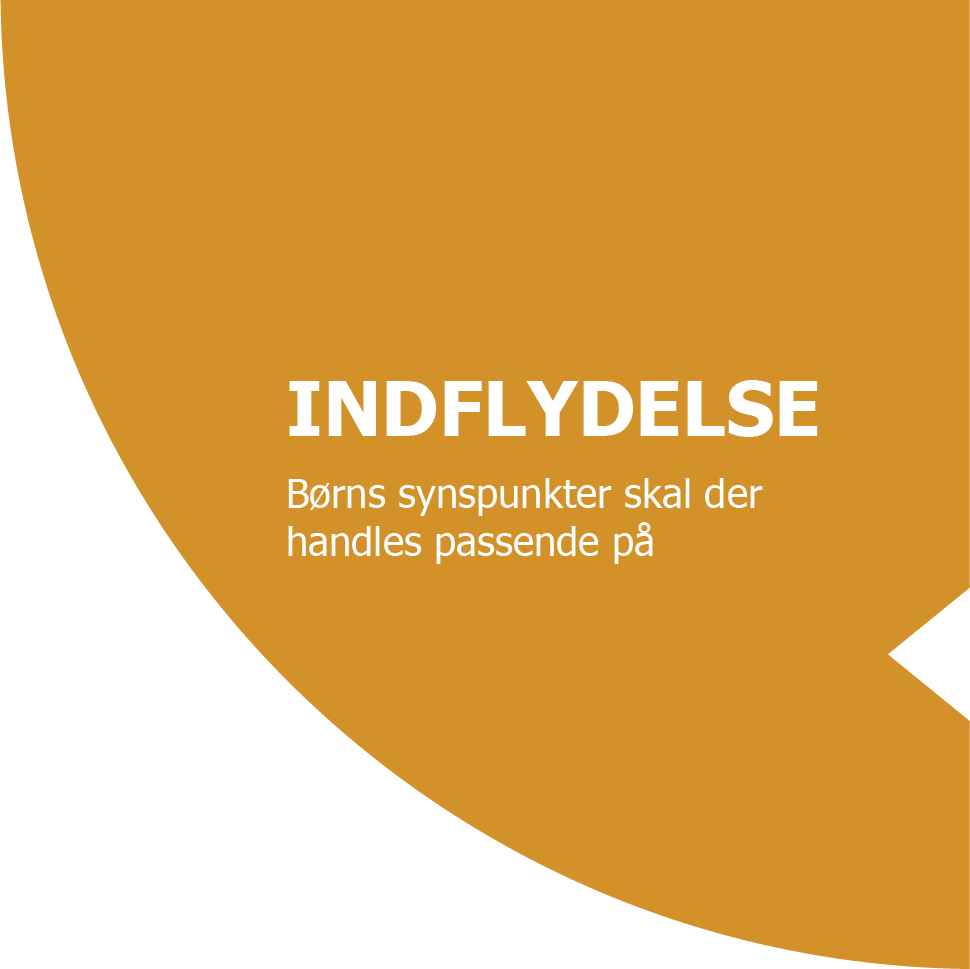 INDFLYDELSE
Børns synspunkter skal der
handles passende på